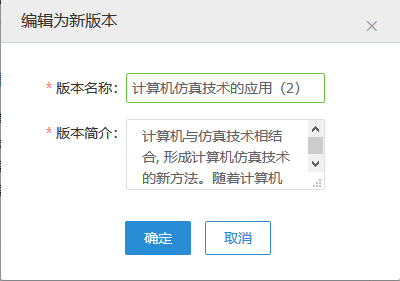 编辑为新版本
* 版本名称: 计算机仿真技术的应用（2）
* 版本简介: 计算机与仿真技术相结
合, 形成计算机仿真技术
的新方法。随着计算机
确定 取消